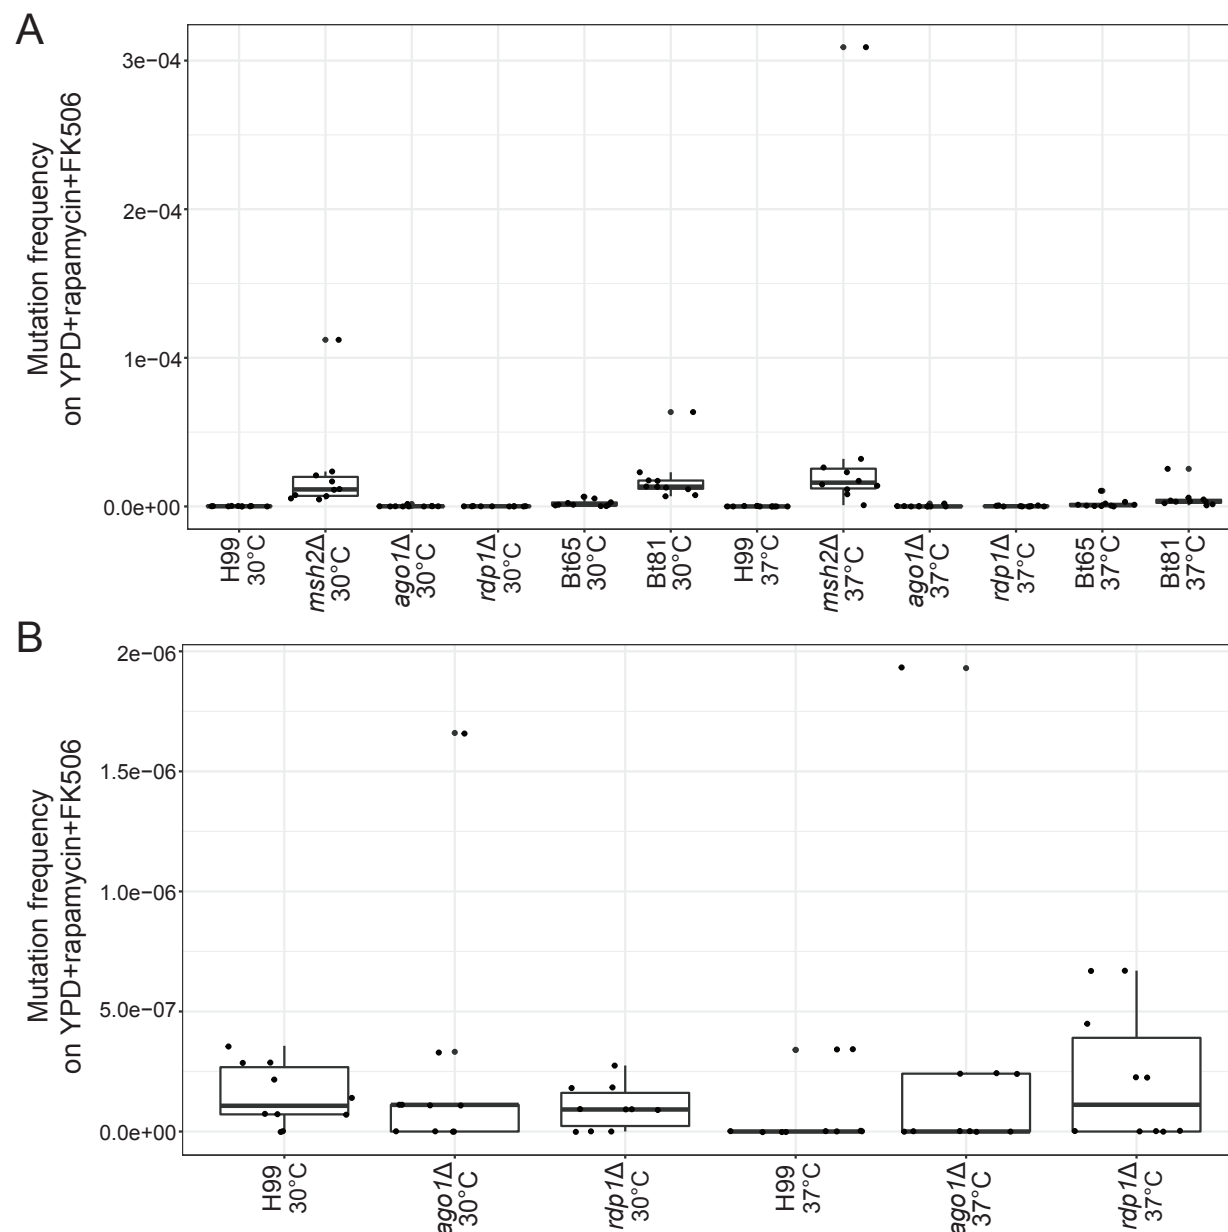 A
Mutation frequency
on YPD+rapamycin+FK506
3e−04
2e−04
1e−04
0.0e+00
H99
30°C
msh2Δ
30°C
ago1Δ
30°C
rdp1Δ
30°C
Bt65
30°C
Bt81
30°C
H99
37°C
msh2Δ
37°C
ago1Δ
37°C
rdp1Δ
37°C
Bt65
37°C
Bt81
37°C
B
Mutation frequency
on YPD+rapamycin+FK506
2e−06
1.5e−06
1.0e−06
5.0e−07
0.0e+00
H99
30°C
ago1Δ
30°C
rdp1Δ
30°C
H99
37°C
ago1Δ
37°C
rdp1Δ
37°C